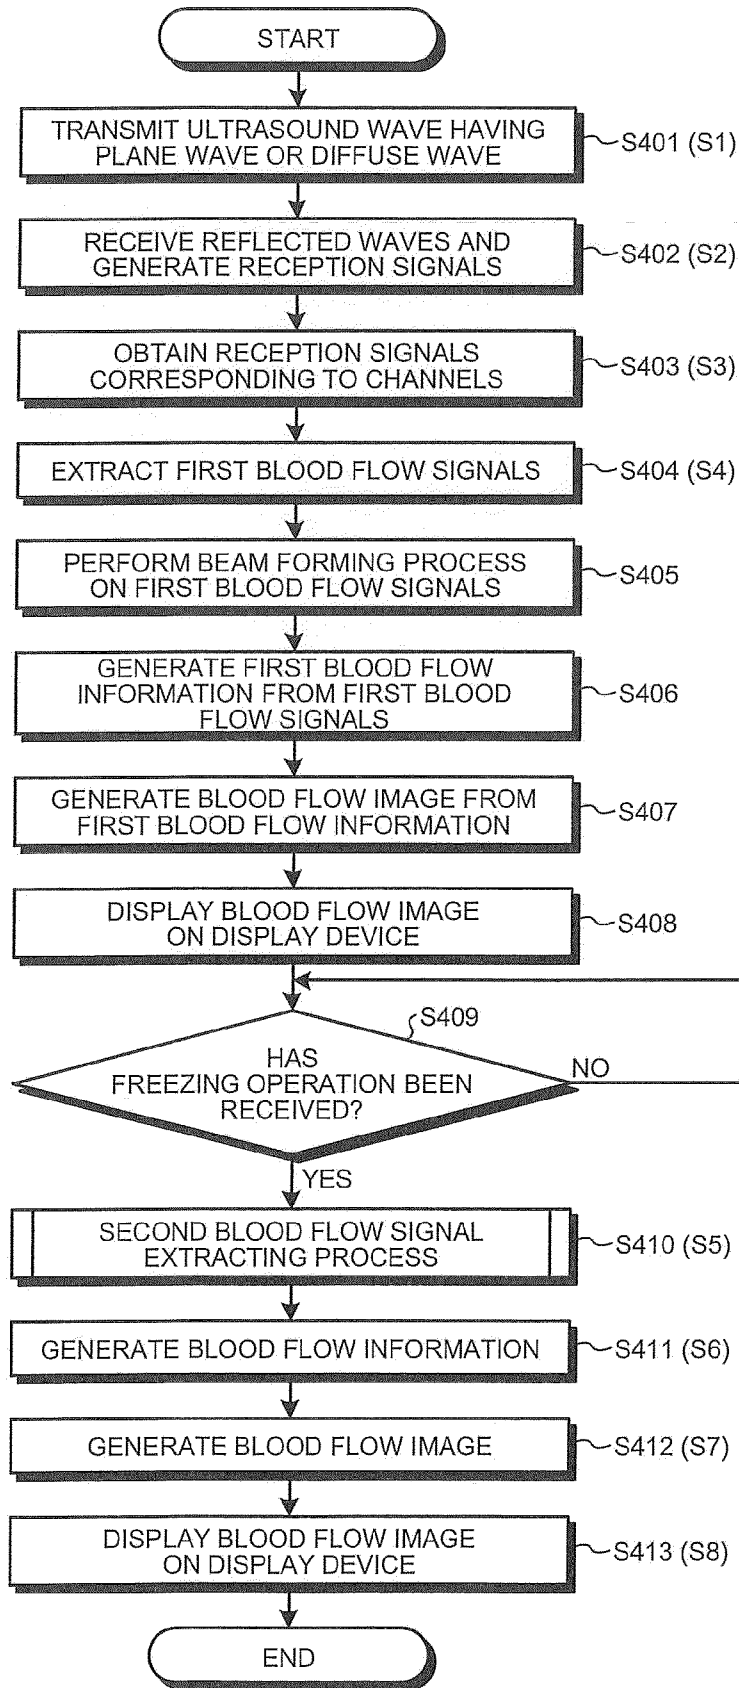 START
TRANSMIT ULTRASOUND WAVE HAVING
PLANE WAVE OR DIFFUSE WAVE
S401 (S1)
RECEIVE REFLECTED WAVES AND
GENERATE RECEPTION SIGNALS
S402 (S2)
OBTAIN RECEPTION SIGNALS
CORRESPONDING TO CHANNELS
S403 (S3)
EXTRACT FIRST BLOOD FLOW SIGNALS
S404 (S4)
PERFORM BEAM FORMING PROCESS
ON FIRST BLOOD FLOW SIGNALS
S405
GENERATE FIRST BLOOD FLOW
INFORMATION FROM FIRST BLOOD
FLOW SIGNALS
S406
GENERATE BLOOD FLOW IMAGE FROM
FIRST BLOOD FLOW INFORMATION
S407
DISPLAY BLOOD FLOW IMAGE
ON DISPLAY DEVICE
S408
S409
HAS
FREEZING OPERATION BEEN
RECEIVED?
NO
YES
SECOND BLOOD FLOW SIGNAL
EXTRACTING PROCESS
S410 (S5)
GENERATE BLOOD FLOW INFORMATION
S411 (S6)
GENERATE BLOOD FLOW IMAGE
S412 (S7)
DISPLAY BLOOD FLOW IMAGE
ON DISPLAY DEVICE
S413 (S8)
END